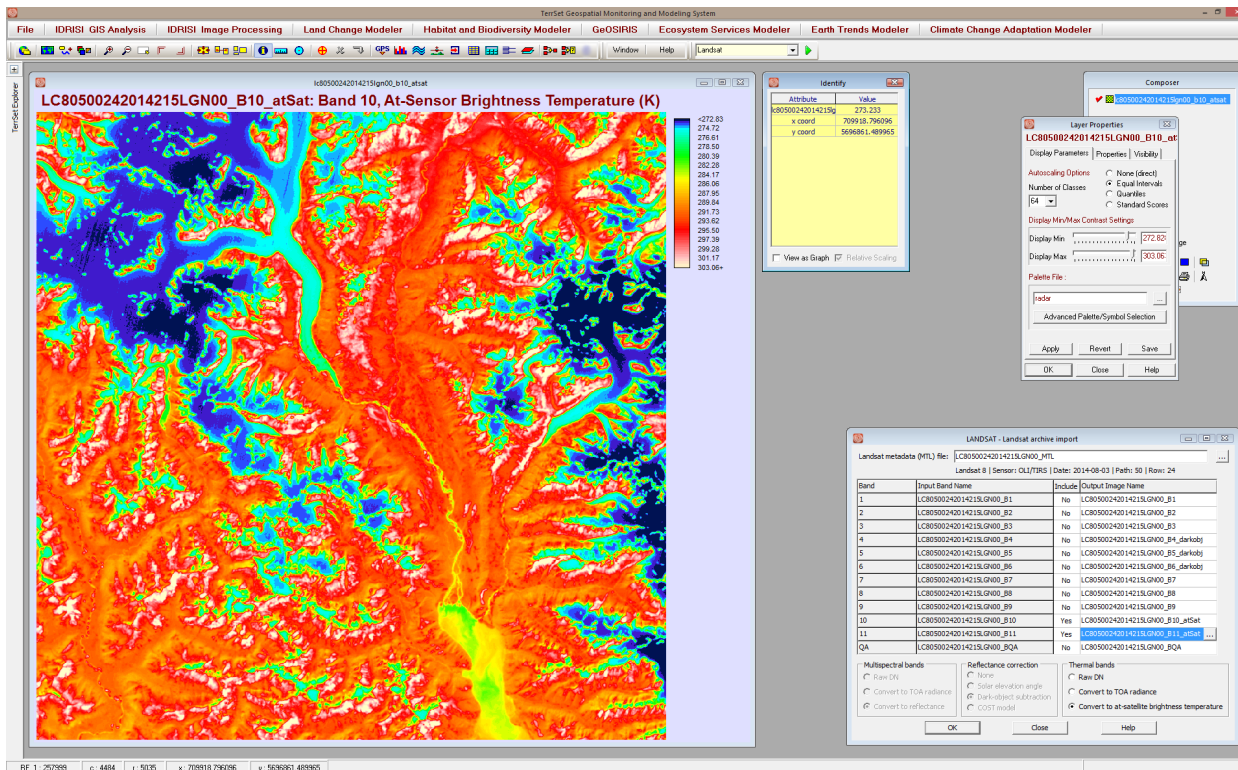 TerrSet Geospatial Monitoring and Modeling System
File IDRISI GIS Analysis IDRISI Image Processing Land Change Modeler Habitat and Biodiversity Modeler GeOSIRIS Ecosystem Services Modeler Earth Trends Modeler Climate Change Adaptation Modeler
GPS Window Help Landsat
TerrSet Explorer
lc80500242014215lgn00_b10_atsat
LC80500242014215LGN00_B10_atSat: Band 10, At-Sensor Brightness Temperature (K)
<272.83
274.72
276.61
278.50
280.39
282.28
284.17
286.06
287.95
289.84
291.73
293.62
295.50
297.39
299.28
301.17
303.06+
Identify
Attribute Value
lc80500242014215lg 273.233
x coord 709918.796096
y coord 5696861.489965
View as Graph Relative Scaling
Composer
lc80500242014215lgn00_b10_atsat
Layer Properties
LC80500242014215LGN00_B10_at
Display Parameters Properties Visibility
Autoscaling Options
None (direct)
Equal Intervals
Quantiles
Standard Scores
Number of Classes
64
Display Min/Max Contrast Settings
Display Min 272.828
Display Max 303.06
Palette File :
radar ...
Advanced Palette/Symbol Selection
Apply Revert Save
OK Close Help
LANDSAT - Landsat archive import
Landsat metadata (MTL) file: LC80500242014215LGN00_MTL ...
Landsat 8 | Sensor: OLI/TIRS | Date: 2014-08-03 | Path: 50 | Row: 24
Band Input Band Name Include Output Image Name
1 LC80500242014215LGN00_B1 No LC80500242014215LGN00_B1
2 LC80500242014215LGN00_B2 No LC80500242014215LGN00_B2
3 LC80500242014215LGN00_B3 No LC80500242014215LGN00_B3
4 LC80500242014215LGN00_B4 No LC80500242014215LGN00_B4_darkobj
5 LC80500242014215LGN00_B5 No LC80500242014215LGN00_B5_darkobj
6 LC80500242014215LGN00_B6 No LC80500242014215LGN00_B6_darkobj
7 LC80500242014215LGN00_B7 No LC80500242014215LGN00_B7
8 LC80500242014215LGN00_B8 No LC80500242014215LGN00_B8
9 LC80500242014215LGN00_B9 No LC80500242014215LGN00_B9
10 LC80500242014215LGN00_B10 Yes LC80500242014215LGN00_B10_atSat
11 LC80500242014215LGN00_B11 Yes LC80500242014215LGN00_B11_atSat ...
QA LC80500242014215LGN00_BQA No LC80500242014215LGN00_BQA
Multispectral bands
Raw DN
Convert to TOA radiance
Convert to reflectance
Reflectance correction
None
Solar elevation angle
Dark-object subtraction
COST model
Thermal bands
Raw DN
Convert to TOA radiance
Convert to at-satellite brightness temperature
OK Close Help
RF 1 : 257999 c : 4484 r : 5035 x : 709918.796096 y : 5696861.489965